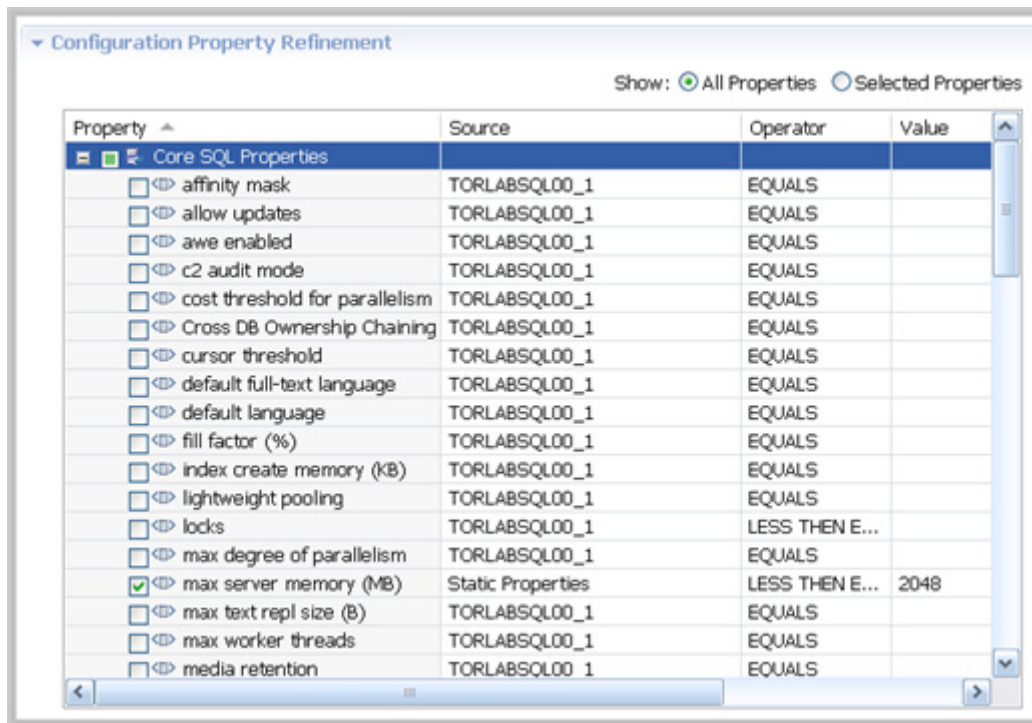 Configuration Property Refinement
Show: All Properties Selected Properties
Property Source Operator Value
Core SQL Properties
affinity mask TORLABSQL00_1 EQUALS
allow updates TORLABSQL00_1 EQUALS
awe enabled TORLABSQL00_1 EQUALS
c2 audit mode TORLABSQL00_1 EQUALS
cost threshold for parallelism TORLABSQL00_1 EQUALS
Cross DB Ownership Chaining TORLABSQL00_1 EQUALS
cursor threshold TORLABSQL00_1 EQUALS
default full-text language TORLABSQL00_1 EQUALS
default language TORLABSQL00_1 EQUALS
fill factor (%) TORLABSQL00_1 EQUALS
index create memory (KB) TORLABSQL00_1 EQUALS
lightweight pooling TORLABSQL00_1 EQUALS
locks TORLABSQL00_1 LESS THEN E...
max degree of parallelism TORLABSQL00_1 EQUALS
max server memory (MB) Static Properties LESS THEN E... 2048
max text repl size (B) TORLABSQL00_1 EQUALS
max worker threads TORLABSQL00_1 EQUALS
media retention TORLABSQL00_1 EQUALS